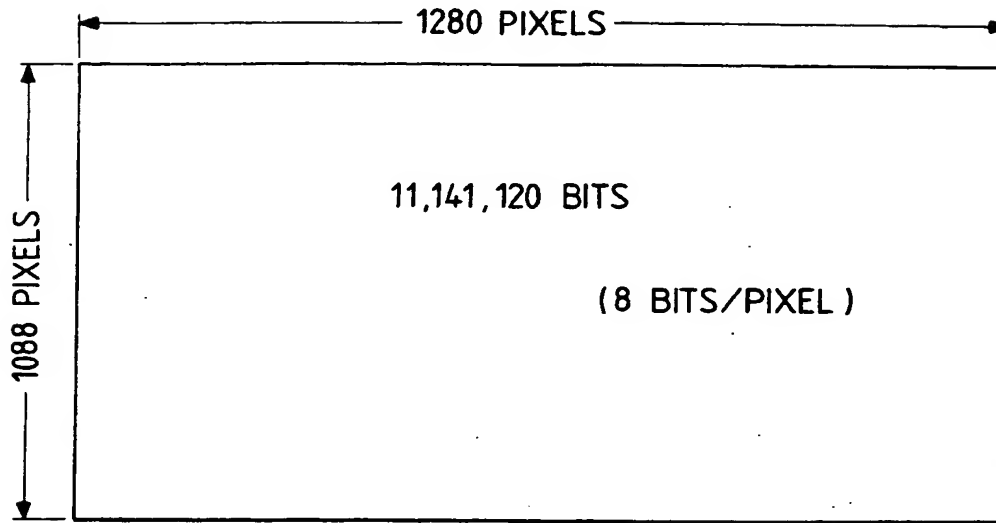 1280 PIXELS
1088 PIXELS
11,141,120 BITS
(8 BITS/PIXEL)